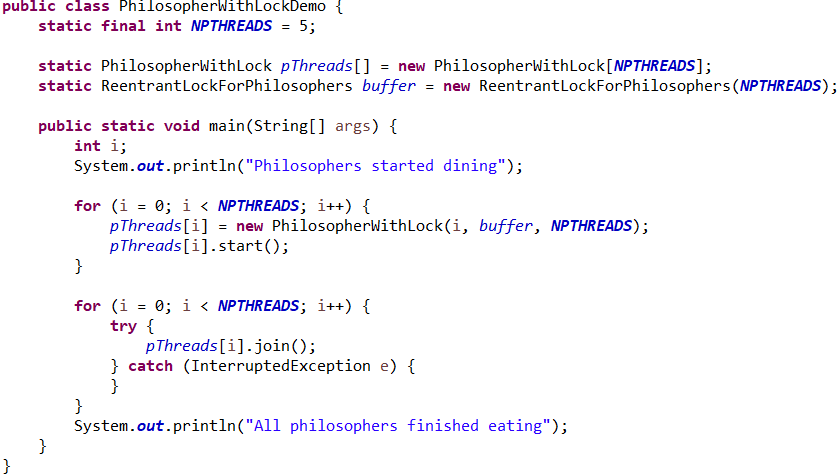 public class PhilosopherWithLockDemo {
    static final int NPTHREADS = 5;

    static PhilosopherWithLock pThreads[] = new PhilosopherWithLock[NPTHREADS];
    static ReentrantLockForPhilosophers buffer = new ReentrantLockForPhilosophers(NPTHREADS);

    public static void main(String[] args) {
        int i;
        System.out.println("Philosophers started dining");

        for (i = 0; i < NPTHREADS; i++) {
            pThreads[i] = new PhilosopherWithLock(i, buffer, NPTHREADS);
            pThreads[i].start();
        }

        for (i = 0; i < NPTHREADS; i++) {
            try {
                pThreads[i].join();
            } catch (InterruptedException e) {
            }
        }
        System.out.println("All philosophers finished eating");
    }
}